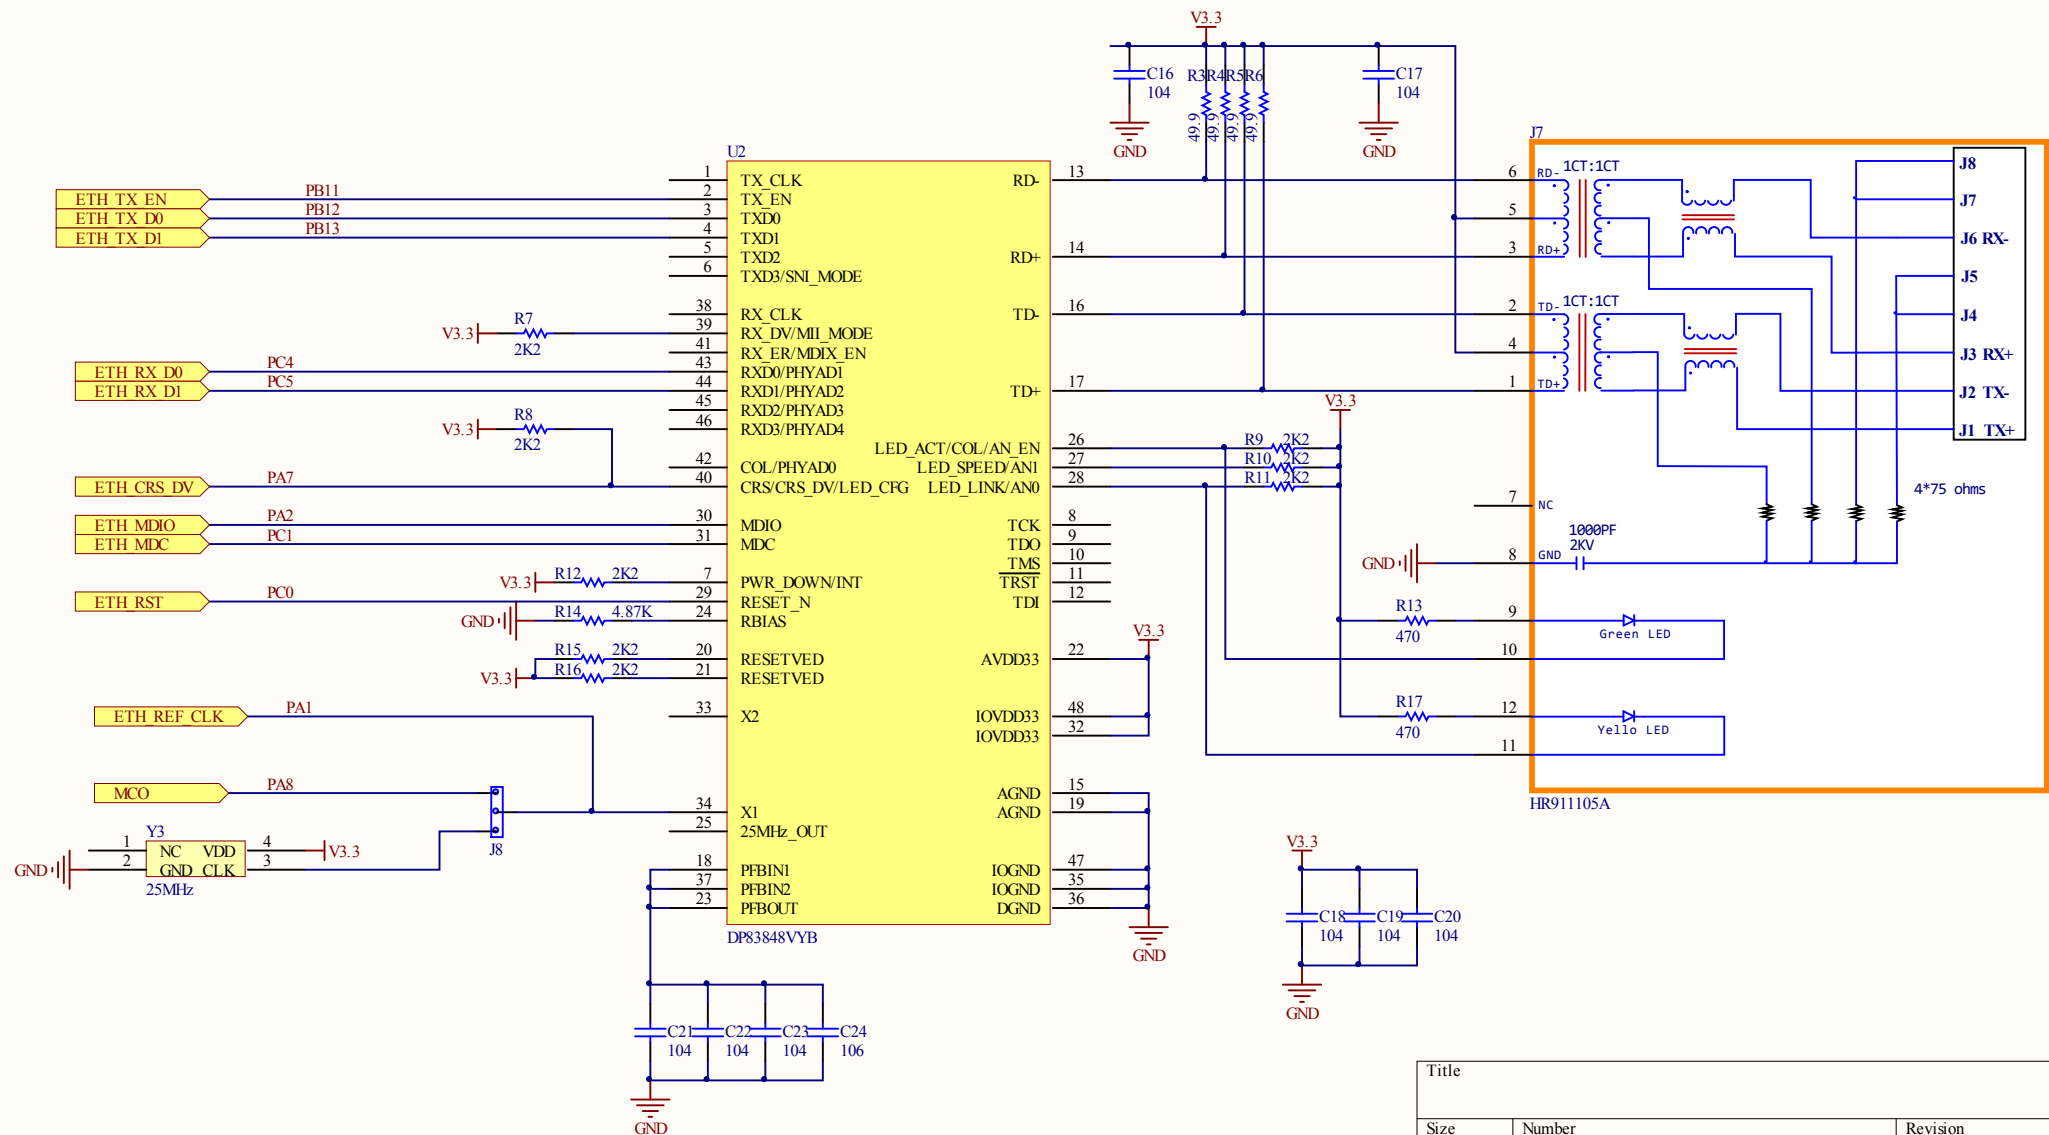 V3.3
C16
104
GND
R3 R4 R5 R6
49.9 49.9 49.9 49.9
C17
104
GND
U2
1 TX_CLK
ETH_TX_EN PB11 2 TX_EN
ETH_TX_D0 PB12 3 TXD0
ETH_TX_D1 PB13 4 TXD1
5 TXD2
6 TXD3/SNI_MODE
38 RX_CLK
V3.3 R7 2K2 39 RX_DV/MII_MODE
41 RX_ER/MDIX_EN
ETH_RX_D0 PC4 43 RXD0/PHYAD1
ETH_RX_D1 PC5 44 RXD1/PHYAD2
45 RXD2/PHYAD3
46 RXD3/PHYAD4
V3.3 R8 2K2
42 COL/PHYAD0
ETH_CRS_DV PA7 40 CRS/CRS_DV/LED_CFG
ETH_MDIO PA2 30 MDIO
ETH_MDC PC1 31 MDC
V3.3 R12 2K2 7 PWR_DOWN/INT
ETH_RST PC0 29 RESET_N
GND R14 4.87K 24 RBIAS
R15 2K2 20 RESETVED
V3.3 R16 2K2 21 RESETVED
ETH_REF_CLK PA1 33 X2
MCO PA8
34 X1
25 25MHz_OUT
J8
Y3
1 NC VDD 4 V3.3
GND 2 GND CLK 3
25MHz
18 PFBIN1
37 PFBIN2
23 PFBOUT
DP83848VYB
RD- 13
RD+ 14
TD- 16
TD+ 17
LED_ACT/COL/AN_EN 26 R9 2K2
LED_SPEED/AN1 27 R10 2K2
LED_LINK/AN0 28 R11 2K2
V3.3
TCK 8
TDO 9
TMS 10
TRST 11
TDI 12
V3.3
AVDD33 22
IOVDD33 48
IOVDD33 32
AGND 15
AGND 19
IOGND 47
IOGND 35
DGND 36
GND
J7
6 RD- 1CT:1CT
5
3 RD+
2 TD- 1CT:1CT
4
1 TD+
7 NC
GND 8 GND
1000PF
2KV
4*75 ohms
R13
470
9
Green LED
10
R17
470
12
Yello LED
11
HR911105A
J8
J7
J6 RX-
J5
J4
J3 RX+
J2 TX-
J1 TX+
V3.3
C18 C19 C20
104 104 104
GND
C21 C22 C23 C24
104 104 104 106
GND
Title
Size Number Revision